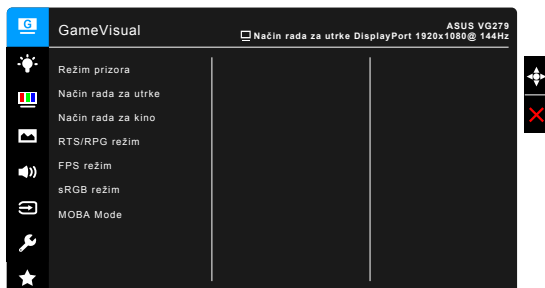 G
GameVisual
ASUS VG279
Način rada za utrke DisplayPort 1920x1080@ 144Hz
Režim prizora
Način rada za utrke
Način rada za kino
RTS/RPG režim
FPS režim
sRGB režim
MOBA Mode